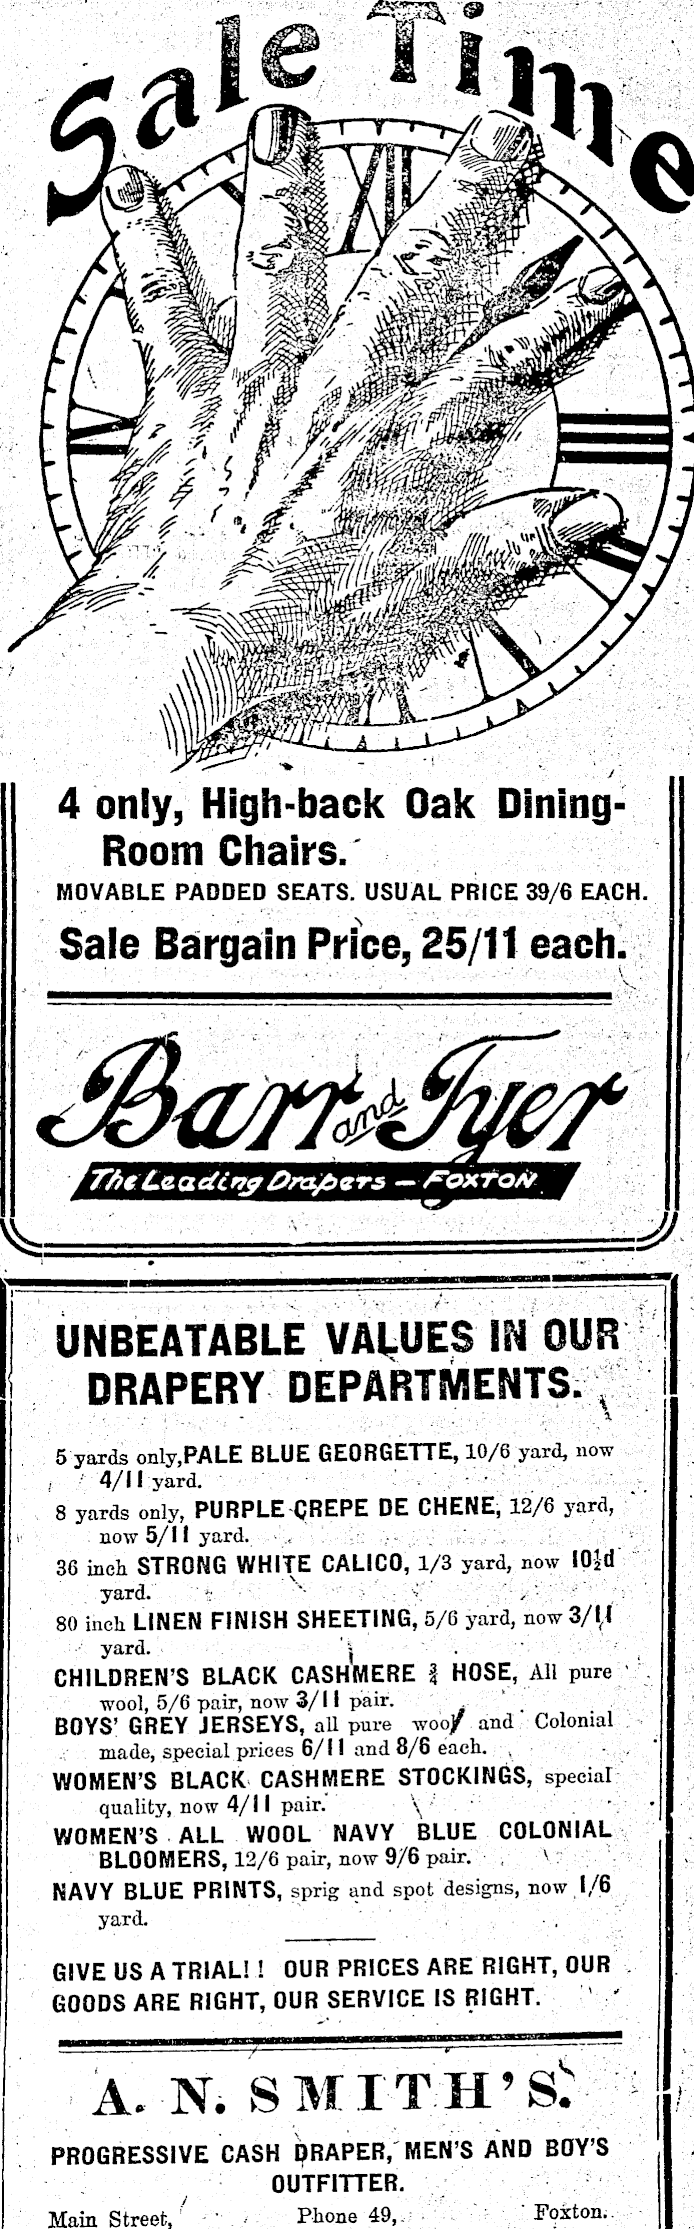 Sale Time
XII
III
4 only, High-back Oak Dining-
Room Chairs.
MOVABLE PADDED SEATS. USUAL PRICE 39/6 EACH.
Sale Bargain Price, 25/11 each.
Barr and Tyer
The Leading Drapers — FOXTON
UNBEATABLE VALUES IN OUR
DRAPERY DEPARTMENTS.
5 yards only, PALE BLUE GEORGETTE, 10/6 yard, now
4/11 yard.
8 yards only, PURPLE CREPE DE CHENE, 12/6 yard,
now 5/11 yard.
36 inch STRONG WHITE CALICO, 1/3 yard, now 10½d
yard.
80 inch LINEN FINISH SHEETING, 5/6 yard, now 3/11
yard.
CHILDREN'S BLACK CASHMERE ¾ HOSE, All pure
wool, 5/6 pair, now 3/11 pair.
BOYS' GREY JERSEYS, all pure wool and Colonial
made, special prices 6/11 and 8/6 each.
WOMEN'S BLACK CASHMERE STOCKINGS, special
quality, now 4/11 pair.
WOMEN'S ALL WOOL NAVY BLUE COLONIAL
BLOOMERS, 12/6 pair, now 9/6 pair.
NAVY BLUE PRINTS, sprig and spot designs, now 1/6
yard.
GIVE US A TRIAL!! OUR PRICES ARE RIGHT, OUR
GOODS ARE RIGHT, OUR SERVICE IS RIGHT.
A. N. SMITH'S.
PROGRESSIVE CASH DRAPER, MEN'S AND BOY'S
OUTFITTER.
Main Street, Phone 49, Foxton.